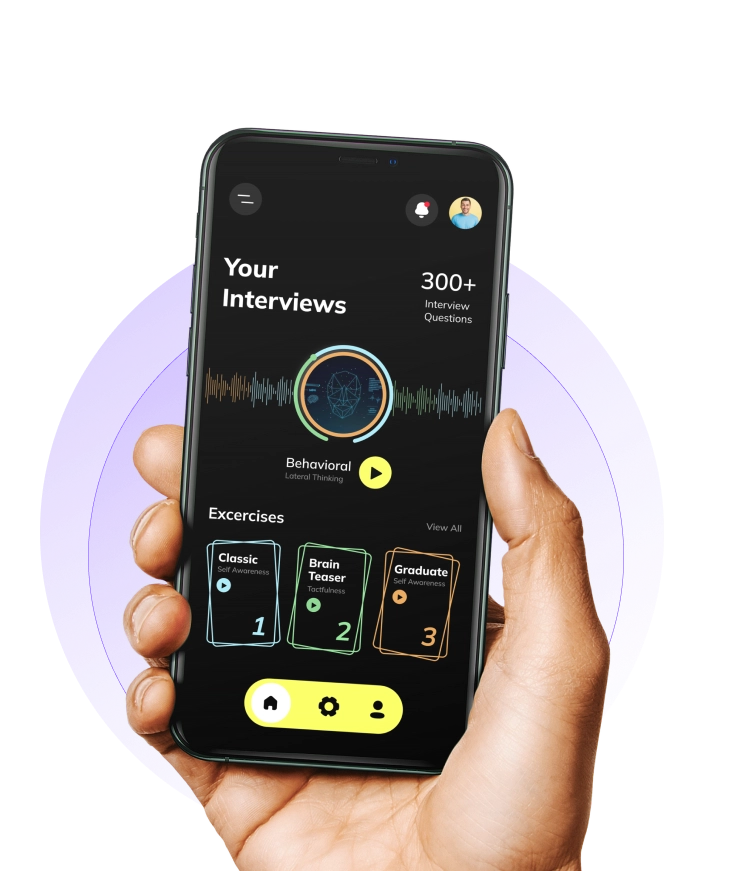 Your
Interviews
300+
Interview
Questions
Behavioral
Lateral Thinking
Excercises
View All
Classic
Self Awareness
1
Brain
Teaser
Tactfulness
2
Graduate
Self Awareness
3